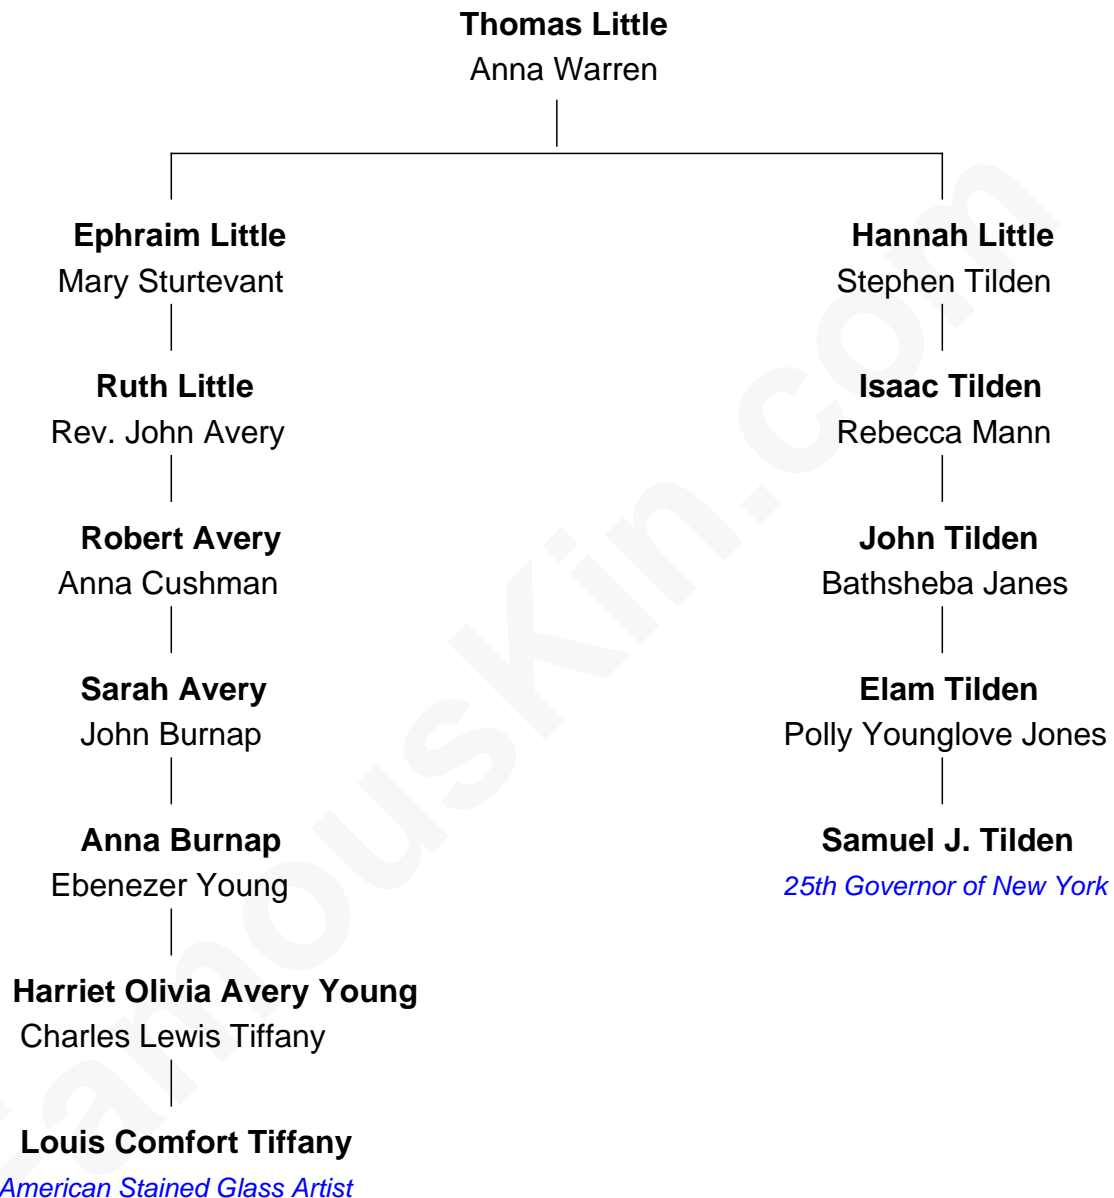 Thomas Little
Anna Warren
Ephraim Little
Mary Sturtevant
Hannah Little
Stephen Tilden
Ruth Little
Rev. John Avery
Isaac Tilden
Rebecca Mann
Robert Avery
Anna Cushman
John Tilden
Bathsheba Janes
Sarah Avery
John Burnap
Elam Tilden
Polly Younglove Jones
Anna Burnap
Ebenezer Young
Samuel J. Tilden
25th Governor of New York
Harriet Olivia Avery Young
Charles Lewis Tiffany
Louis Comfort Tiffany
American Stained Glass Artist
FamousKin.com